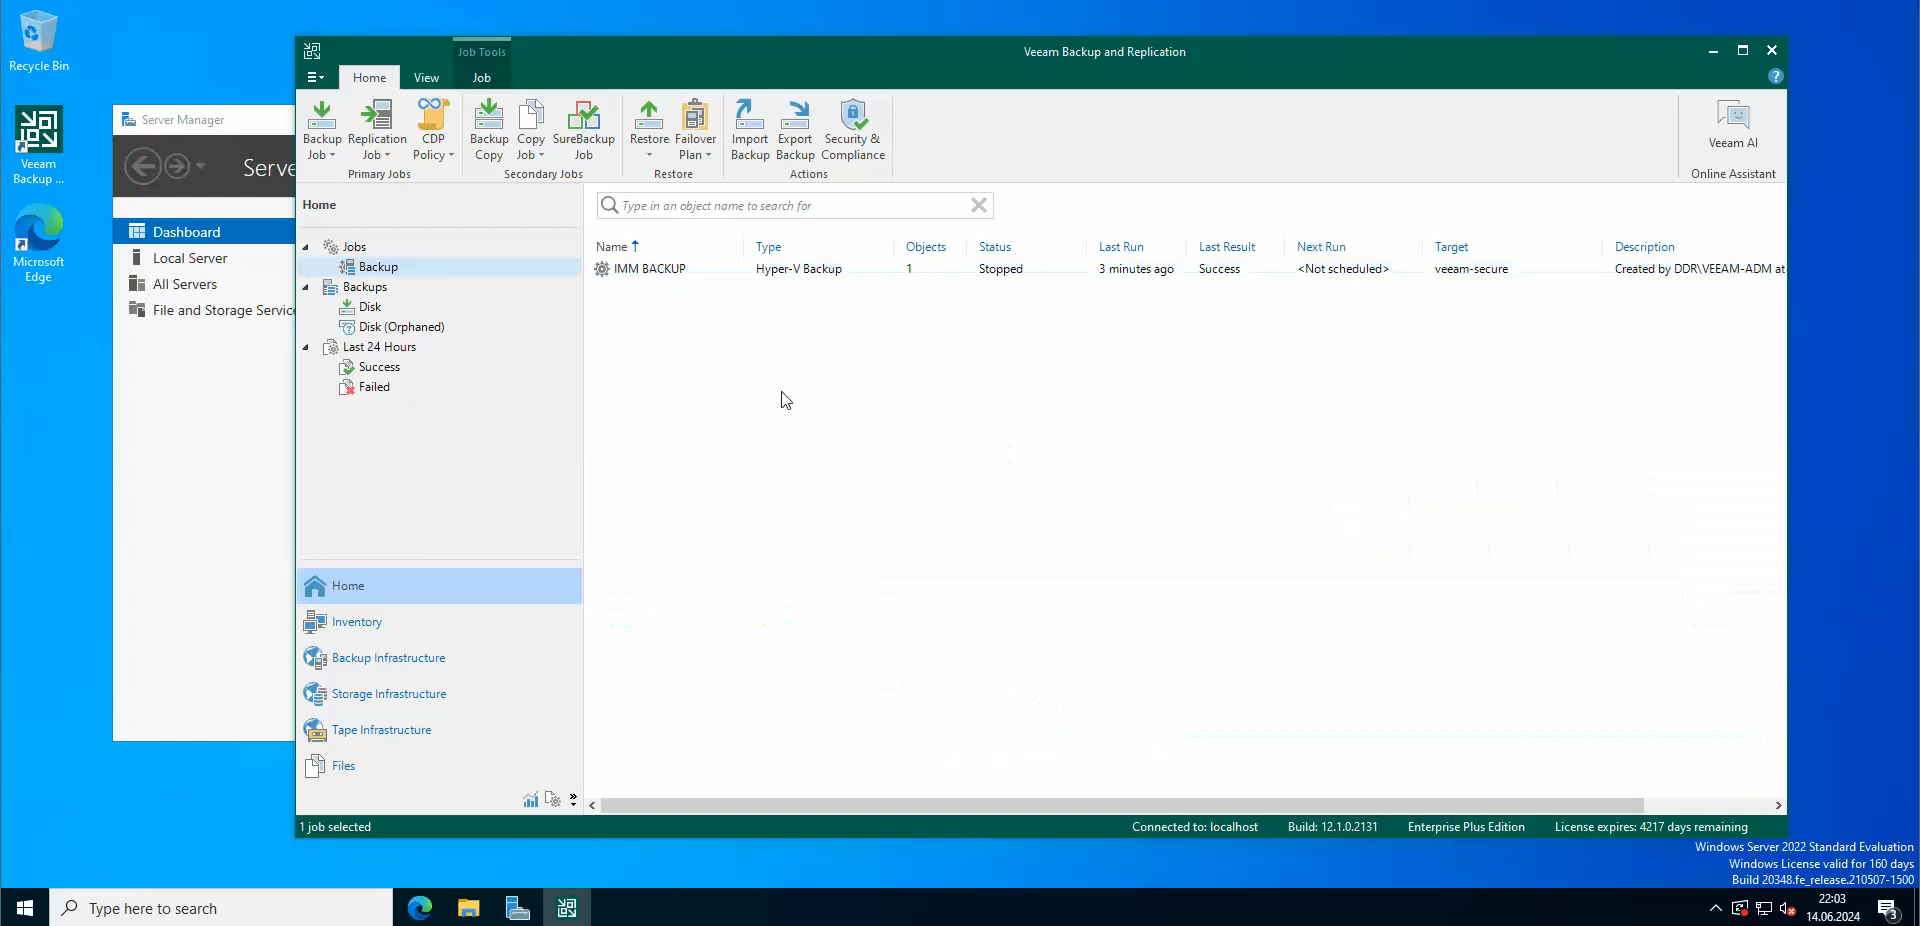 Recycle Bin
Veeam
Backup ...
Microsoft
Edge
Server Manager
Serve
Dashboard
Local Server
All Servers
File and Storage Service
Job Tools
Veeam Backup and Replication
Home
View
Job
?
Backup
Job
Replication
Job
CDP
Policy
Primary Jobs
Backup
Copy
Copy
Job
SureBackup
Job
Secondary Jobs
Restore
Failover
Plan
Restore
Import
Backup
Export
Backup
Security &
Compliance
Actions
Veeam AI
Online Assistant
Home
Jobs
Backup
Backups
Disk
Disk (Orphaned)
Last 24 Hours
Success
Failed
Home
Inventory
Backup Infrastructure
Storage Infrastructure
Tape Infrastructure
Files
Type in an object name to search for
Name Type Objects Status Last Run Last Result Next Run Target Description
IMM BACKUP Hyper-V Backup 1 Stopped 3 minutes ago Success <Not scheduled> veeam-secure Created by DDR\VEEAM-ADM at
1 job selected
Connected to: localhost
Build: 12.1.0.2131
Enterprise Plus Edition
License expires: 4217 days remaining
Windows Server 2022 Standard Evaluation
Windows License valid for 160 days
Build 20348.fe_release.210507-1500
Type here to search
22:03
14.06.2024
3